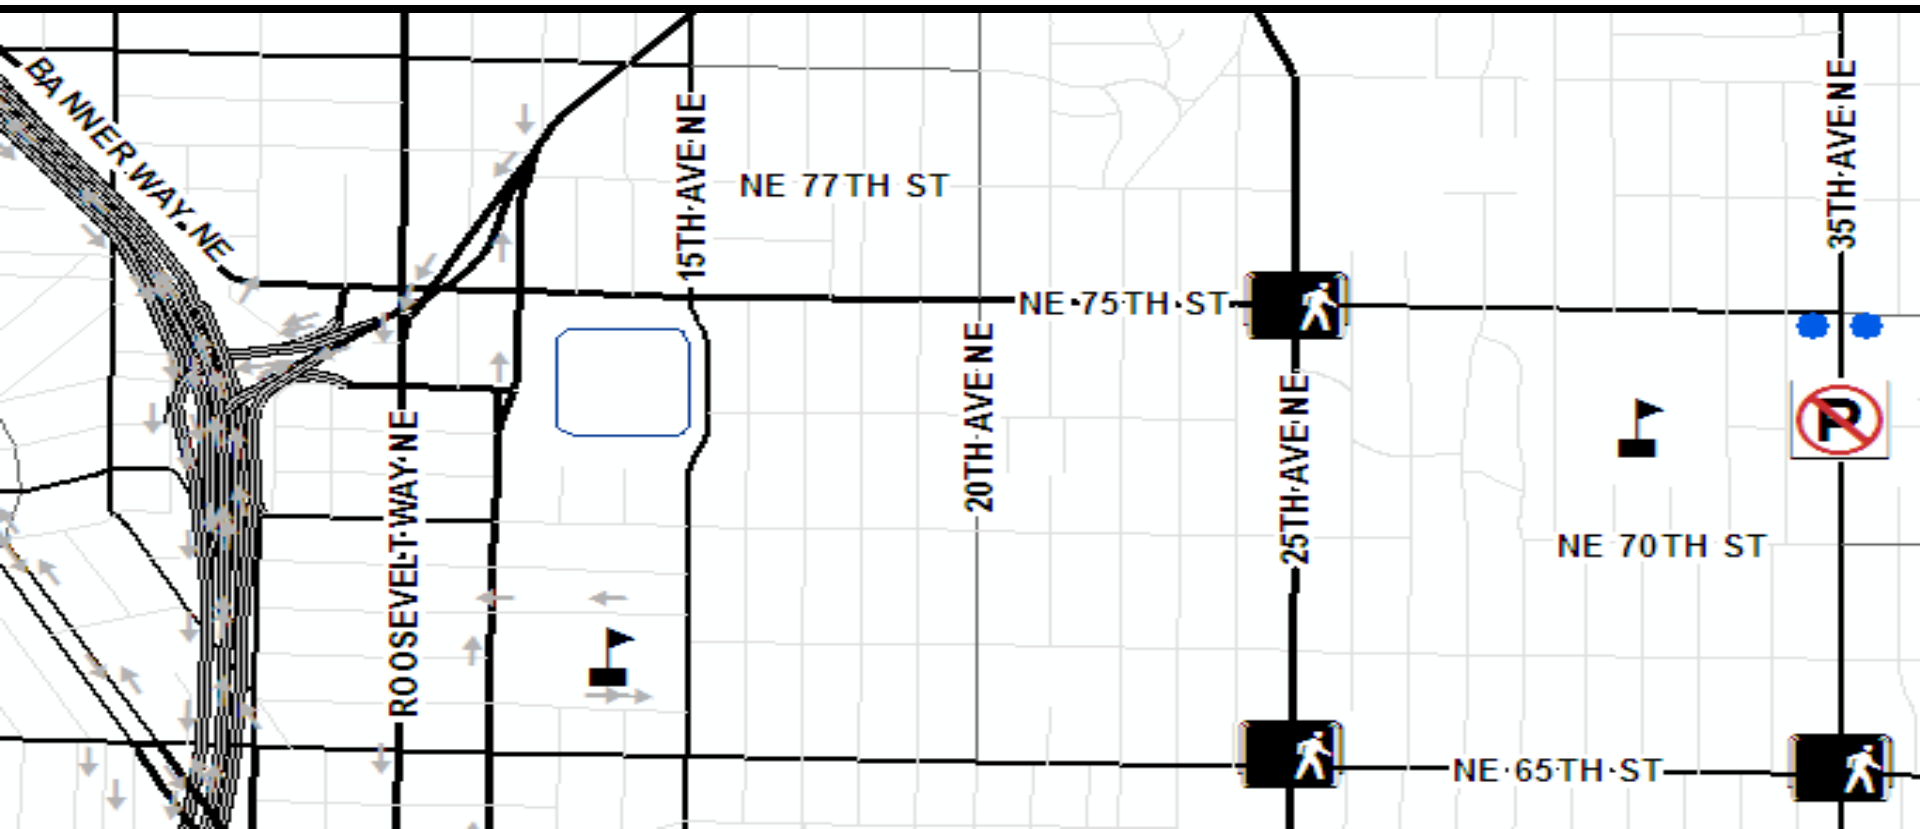 BANNER WAY NE
15TH AVE NE
35TH AVE NE
NE 77TH ST
NE 75TH ST
20TH AVE NE
25TH AVE NE
P
ROOSEVELT WAY NE
NE 70TH ST
NE 65TH ST